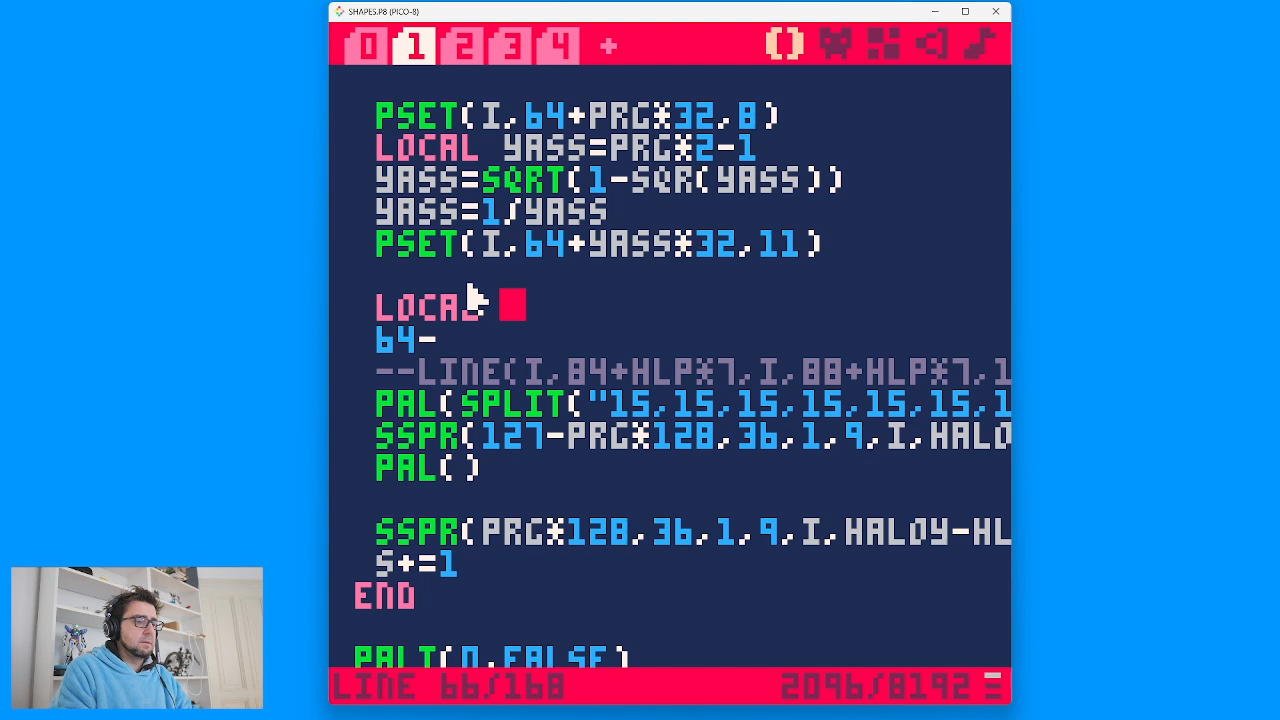 SHAPES.P8 (PICO-8)
0 1 2 3 4 +
PSET(I,64+PRG*32,8)
LOCAL YASS=PRG*2-1
YASS=SQRT(1-SQR(YASS))
YASS=1/YASS
PSET(I,64+YASS*32,11)
LOCAL
64-
--LINE(I,84+HLP*7,I,88+HLP*7,1
PAL(SPLIT("15,15,15,15,15,15,1
SSPR(127-PRG*128,36,1,9,I,HALO
PAL()
SSPR(PRG*128,36,1,9,I,HALOY-HL
S+=1
END
PALT(0,FALSE)
LINE 66/168
2096/8192